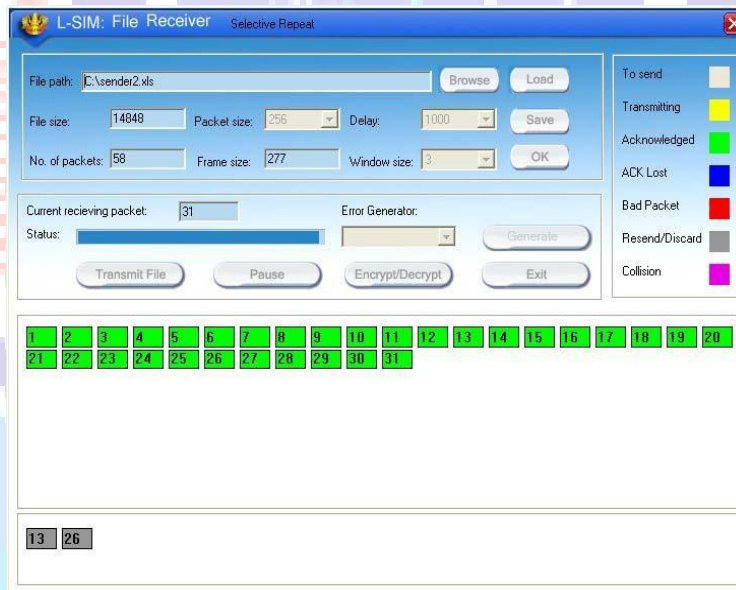 L-SIM: File Receiver Selective Repeat
File path: C:\sender2.xls Browse Load
File size: 14848 Packet size: 256 Delay: 1000 Save
No. of packets: 58 Frame size: 277 Window size: 3 OK
Current recieving packet: 31 Error Generator:
Status: Generate
Transmit File Pause Encrypt/Decrypt Exit
To send
Transmitting
Acknowledged
ACK Lost
Bad Packet
Resend/Discard
Collision
1 2 3 4 5 6 7 8 9 10 11 12 13 14 15 16 17 18 19 20
21 22 23 24 25 26 27 28 29 30 31
13 26